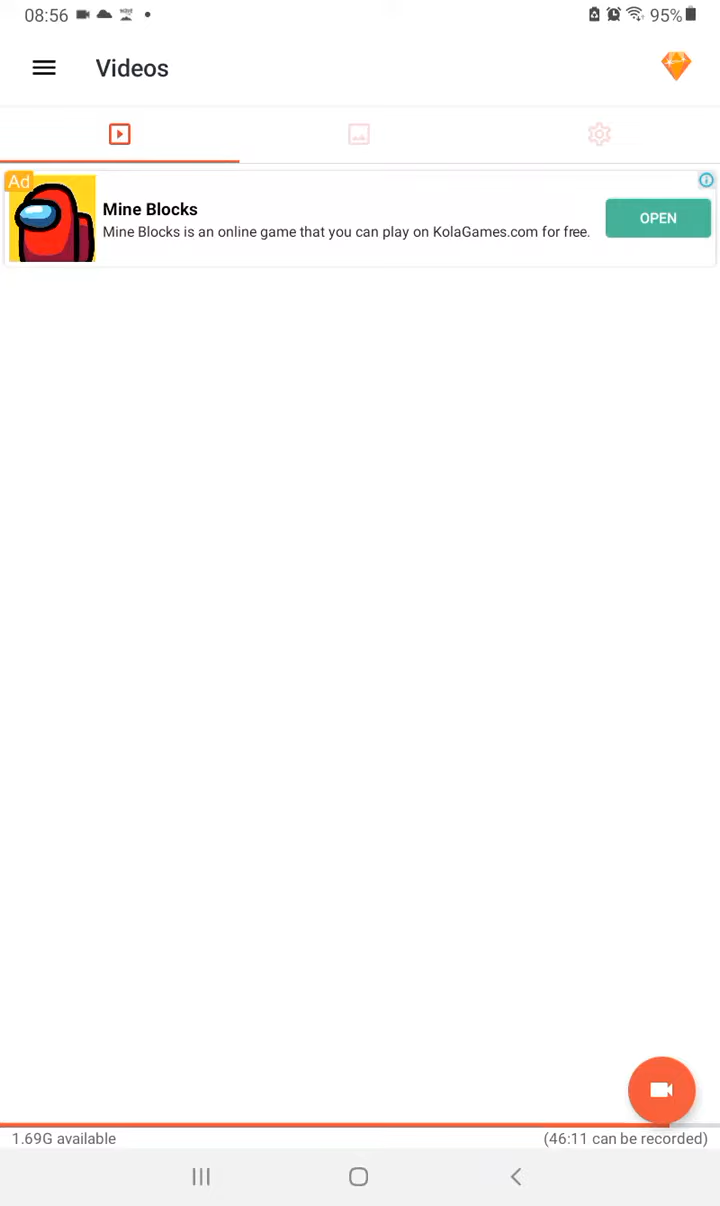 08:56
95%
Videos
Ad
Mine Blocks
Mine Blocks is an online game that you can play on KolaGames.com for free.
OPEN
1.69G available
(46:11 can be recorded)